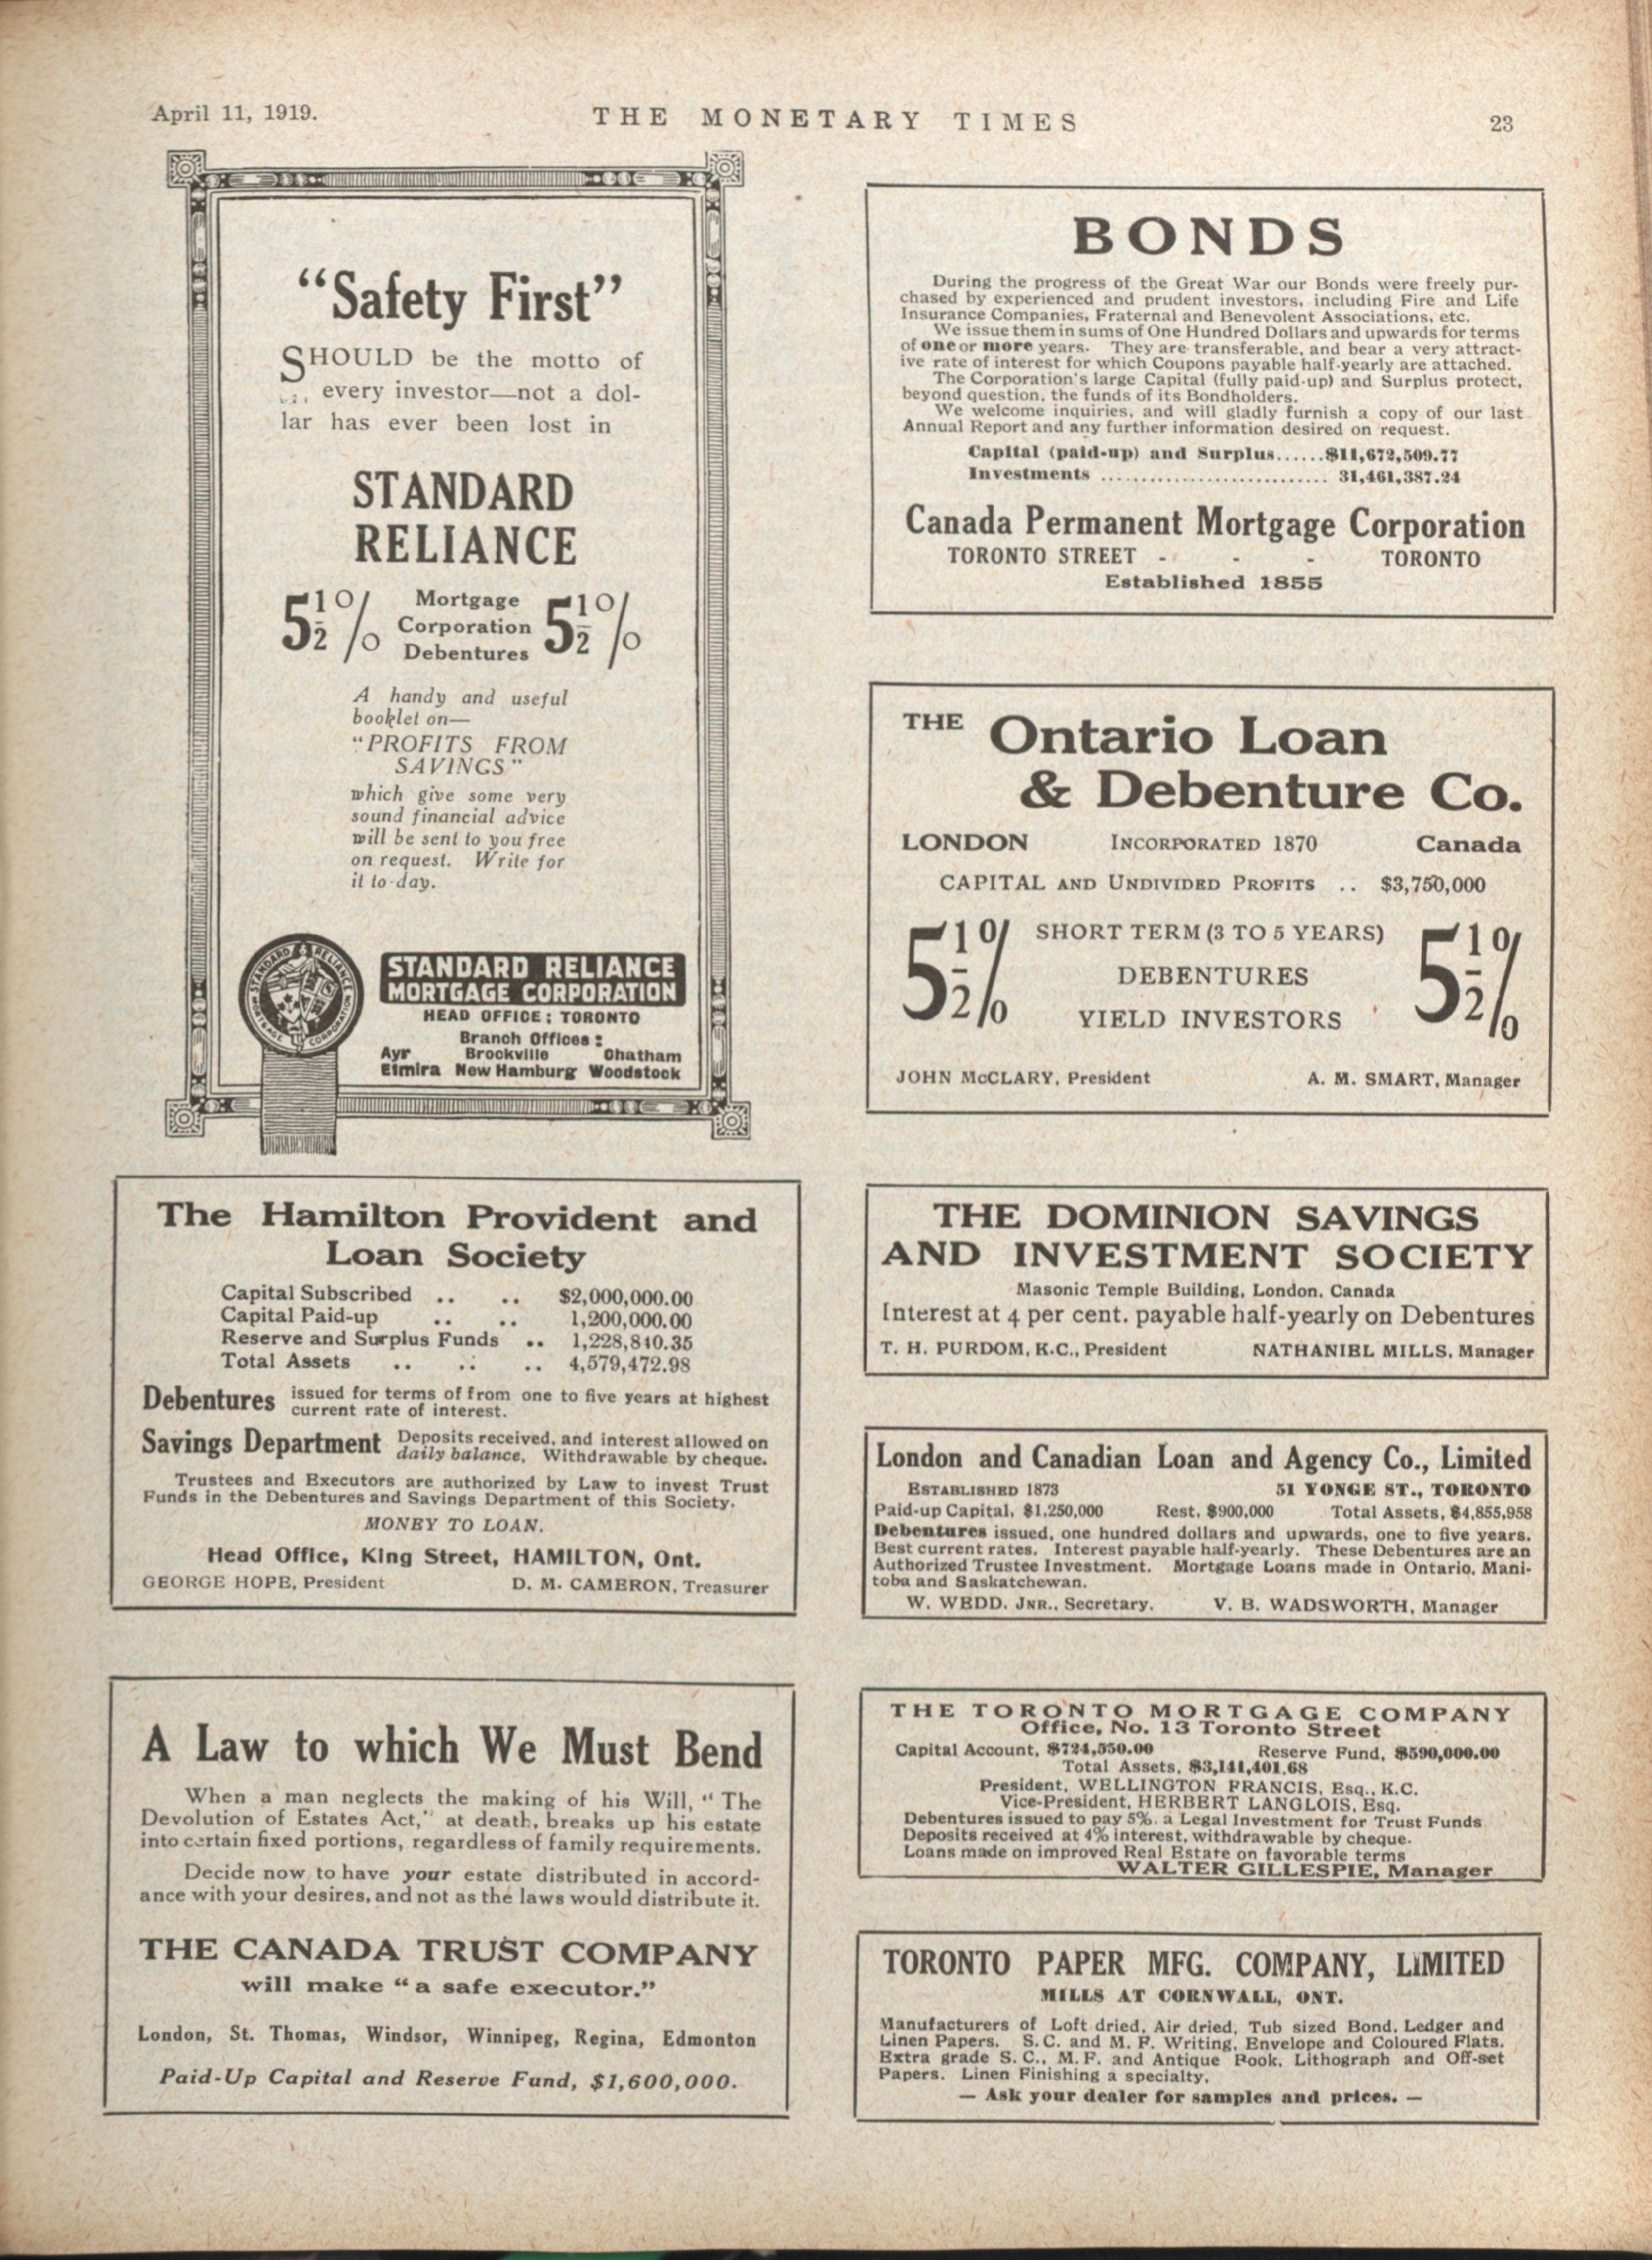 April 11, 1919.
THE MONETARY TIMES
23
“Safety First”
SHOULD be the motto of
every investor—not a dol-
lar has ever been lost in
STANDARD
RELIANCE
5½% Mortgage Corporation Debentures 5½%
A handy and useful
booklet on—
“PROFITS FROM
SAVINGS”
which give some very
sound financial advice
will be sent to you free
on request. Write for
it to-day.
STANDARD RELIANCE MORTGAGE CORPORATION
STANDARD RELIANCE
MORTGAGE CORPORATION
HEAD OFFICE; TORONTO
Branch Offices:
Ayr Brockville Chatham
Elmira New Hamburg Woodstock
The Hamilton Provident and
Loan Society
Capital Subscribed .. .. $2,000,000.00
Capital Paid-up .. .. 1,200,000.00
Reserve and Surplus Funds .. 1,228,840.35
Total Assets .. .. .. 4,579,472.98
Debentures issued for terms of from one to five years at highest
current rate of interest.
Savings Department Deposits received, and interest allowed on
daily balance. Withdrawable by cheque.
Trustees and Executors are authorized by Law to invest Trust
Funds in the Debentures and Savings Department of this Society.
MONEY TO LOAN.
Head Office, King Street, HAMILTON, Ont.
GEORGE HOPE, President D. M. CAMERON, Treasurer
A Law to which We Must Bend
When a man neglects the making of his Will, “The
Devolution of Estates Act,” at death, breaks up his estate
into certain fixed portions, regardless of family requirements.
Decide now to have your estate distributed in accord-
ance with your desires, and not as the laws would distribute it.
THE CANADA TRUST COMPANY
will make “a safe executor.”
London, St. Thomas, Windsor, Winnipeg, Regina, Edmonton
Paid-Up Capital and Reserve Fund, $1,600,000.
BONDS
During the progress of the Great War our Bonds were freely pur-
chased by experienced and prudent investors, including Fire and Life
Insurance Companies, Fraternal and Benevolent Associations, etc.
We issue them in sums of One Hundred Dollars and upwards for terms
of one or more years. They are transferable, and bear a very attract-
ive rate of interest for which Coupons payable half-yearly are attached.
The Corporation's large Capital (fully paid-up) and Surplus protect,
beyond question, the funds of its Bondholders.
We welcome inquiries, and will gladly furnish a copy of our last
Annual Report and any further information desired on request.
Capital (paid-up) and Surplus......$11,672,509.77
Investments ........................... 31,461,387.24
Canada Permanent Mortgage Corporation
TORONTO STREET - - - TORONTO
Established 1855
THE Ontario Loan
& Debenture Co.
LONDON INCORPORATED 1870 Canada
CAPITAL AND UNDIVIDED PROFITS .. $3,750,000
5½% SHORT TERM (3 TO 5 YEARS) 5½%
DEBENTURES
YIELD INVESTORS
JOHN McCLARY, President A. M. SMART, Manager
THE DOMINION SAVINGS
AND INVESTMENT SOCIETY
Masonic Temple Building, London, Canada
Interest at 4 per cent. payable half-yearly on Debentures
T. H. PURDOM, K.C., President NATHANIEL MILLS, Manager
London and Canadian Loan and Agency Co., Limited
ESTABLISHED 1873 51 YONGE ST., TORONTO
Paid-up Capital, $1,250,000 Rest, $900,000 Total Assets, $4,855,958
Debentures issued, one hundred dollars and upwards, one to five years.
Best current rates. Interest payable half-yearly. These Debentures are an
Authorized Trustee Investment. Mortgage Loans made in Ontario, Mani-
toba and Saskatchewan.
W. WEDD, JNR., Secretary. V. B. WADSWORTH, Manager
THE TORONTO MORTGAGE COMPANY
Office, No. 13 Toronto Street
Capital Account, $724,550.00 Reserve Fund, $590,000.00
Total Assets, $3,141,401.68
President, WELLINGTON FRANCIS, Esq., K.C.
Vice-President, HERBERT LANGLOIS, Esq.
Debentures issued to pay 5%, a Legal Investment for Trust Funds
Deposits received at 4% interest, withdrawable by cheque.
Loans made on improved Real Estate on favorable terms
WALTER GILLESPIE, Manager
TORONTO PAPER MFG. COMPANY, LIMITED
MILLS AT CORNWALL, ONT.
Manufacturers of Loft dried, Air dried, Tub sized Bond, Ledger and
Linen Papers. S. C. and M. F. Writing, Envelope and Coloured Flats.
Extra grade S. C., M. F. and Antique Book, Lithograph and Off-set
Papers. Linen Finishing a specialty.
— Ask your dealer for samples and prices. —